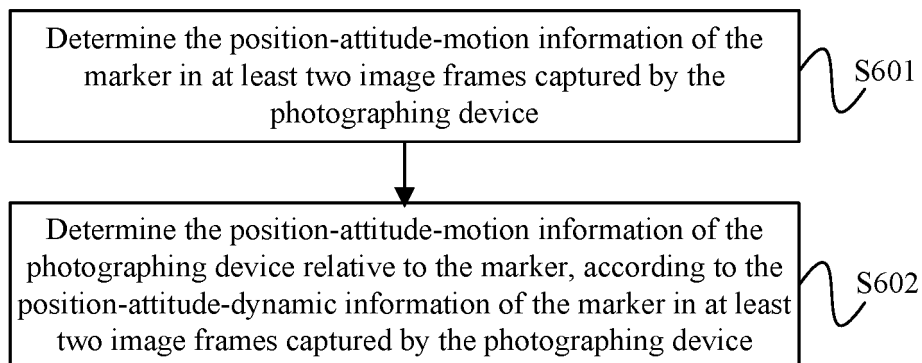 Determine the position-attitude-motion information of the
marker in at least two image frames captured by the
photographing device
S601
Determine the position-attitude-motion information of the
photographing device relative to the marker, according to the
position-attitude-dynamic information of the marker in at least
two image frames captured by the photographing device
S602